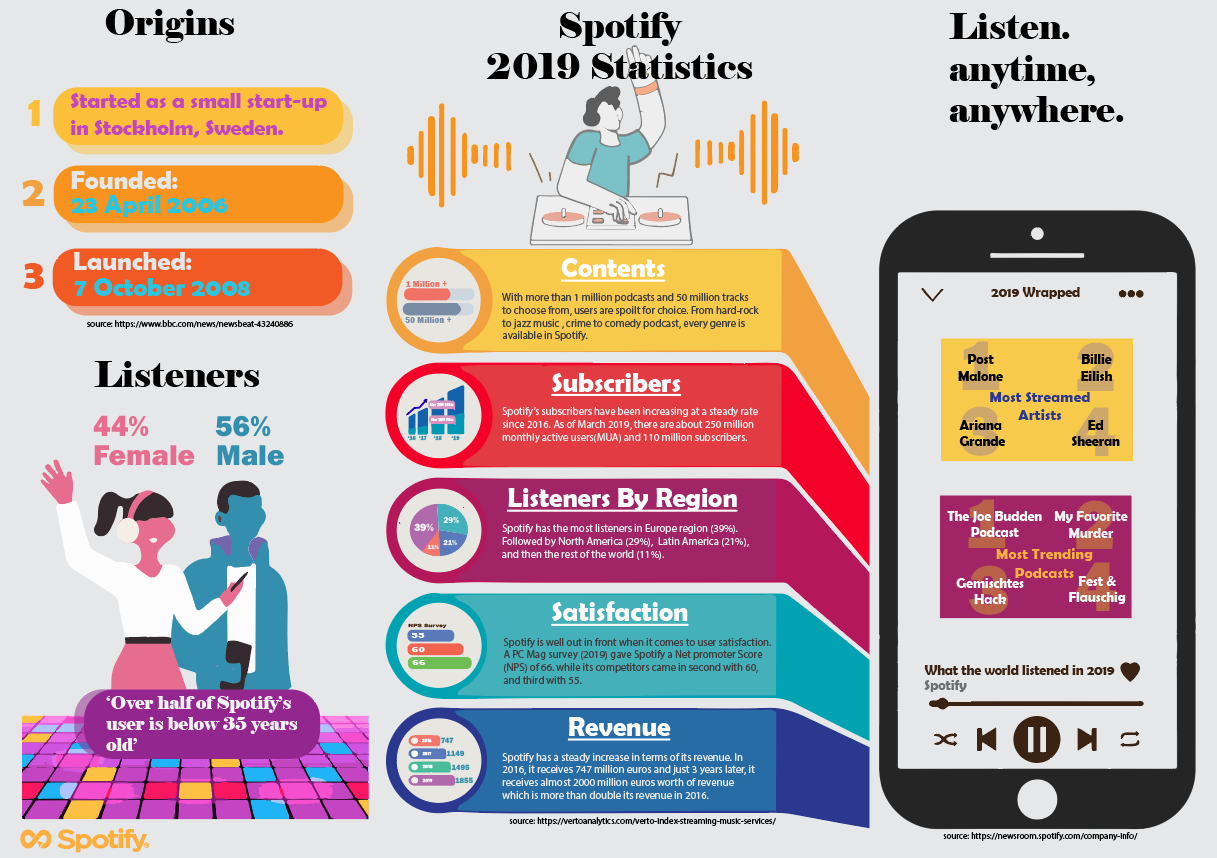 Origins
1
Started as a small start-up
in Stockholm, Sweden.
2
Founded:
23 April 2006
3
Launched:
7 October 2008
source: https://www.bbc.com/news/newsbeat-43240886
Listeners
44%
Female
56%
Male
‘Over half of Spotify’s
user is below 35 years
old’
Spotify
Spotify
2019 Statistics
1 Million +
50 Million +
Contents
With more than 1 million podcasts and 50 million tracks
to choose from, users are spoilt for choice. From hard-rock
to jazz music , crime to comedy podcast, every genre is
available in Spotify.
'16 '17 '18 '19
Subscribers
Spotify's subscribers have been increasing at a steady rate
since 2016. As of March 2019, there are about 250 million
monthly active users(MUA) and 110 million subscribers.
39%
29%
21%
11%
Listeners By Region
Spotify has the most listeners in Europe region (39%).
Followed by North America (29%), Latin America (21%),
and then the rest of the world (11%).
NPS Survey
55
60
66
Satisfaction
Spotify is well out in front when it comes to user satisfaction.
A PC Mag survey (2019) gave Spotify a Net promoter Score
(NPS) of 66. while its competitors came in second with 60,
and third with 55.
2016 747
2017 1149
2018 1495
2019 1855
Revenue
Spotify has a steady increase in terms of its revenue. In
2016, it receives 747 million euros and just 3 years later, it
receives almost 2000 million euros worth of revenue
which is more than double its revenue in 2016.
source: https://vertoanalytics.com/verto-index-streaming-music-services/
Listen.
anytime,
anywhere.
2019 Wrapped
1
Post
Malone
2
Billie
Eilish
Most Streamed
Artists
3
Ariana
Grande
4
Ed
Sheeran
1
The Joe Budden
Podcast
2
My Favorite
Murder
Most Trending
Podcasts
3
Gemischtes
Hack
4
Fest &
Flauschig
What the world listened in 2019
Spotify
source: https://newsroom.spotify.com/company-info/